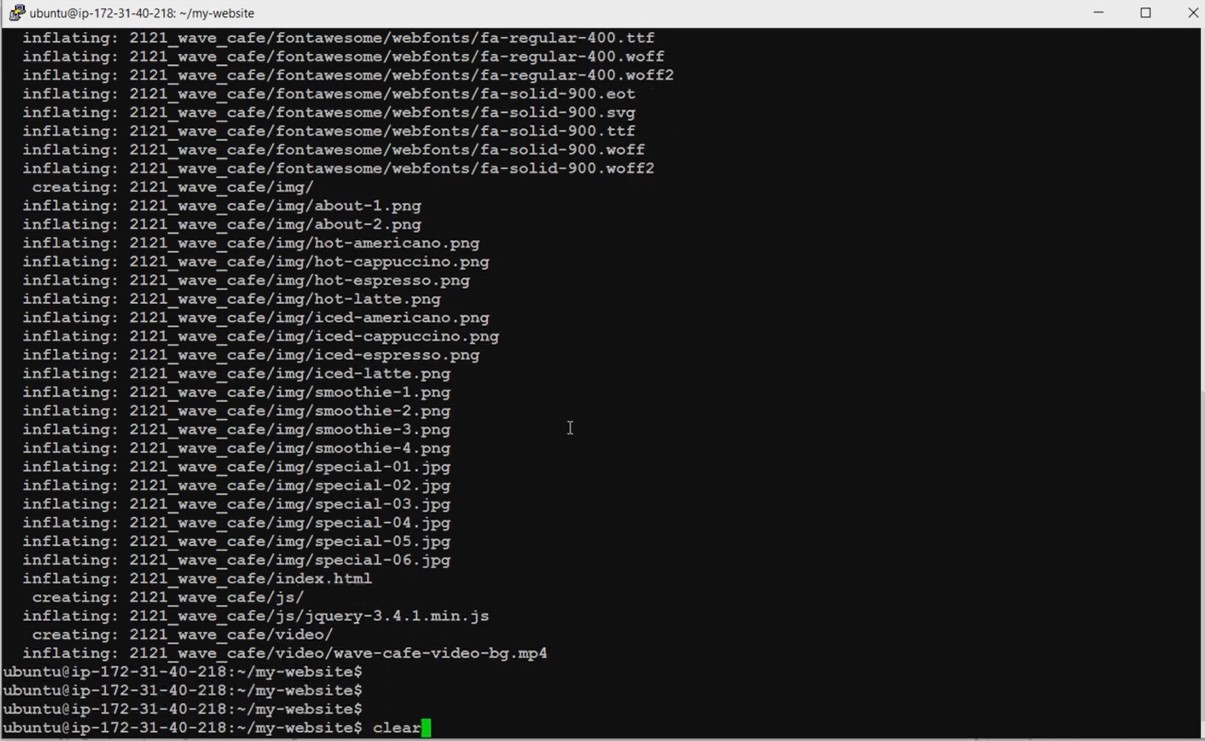 ubuntu@ip-172-31-40-218: ~/my-website
inflating: 2121_wave_cafe/fontawesome/webfonts/fa-regular-400.ttf
inflating: 2121_wave_cafe/fontawesome/webfonts/fa-regular-400.woff
inflating: 2121_wave_cafe/fontawesome/webfonts/fa-regular-400.woff2
inflating: 2121_wave_cafe/fontawesome/webfonts/fa-solid-900.eot
inflating: 2121_wave_cafe/fontawesome/webfonts/fa-solid-900.svg
inflating: 2121_wave_cafe/fontawesome/webfonts/fa-solid-900.ttf
inflating: 2121_wave_cafe/fontawesome/webfonts/fa-solid-900.woff
inflating: 2121_wave_cafe/fontawesome/webfonts/fa-solid-900.woff2
creating: 2121_wave_cafe/img/
inflating: 2121_wave_cafe/img/about-1.png
inflating: 2121_wave_cafe/img/about-2.png
inflating: 2121_wave_cafe/img/hot-americano.png
inflating: 2121_wave_cafe/img/hot-cappuccino.png
inflating: 2121_wave_cafe/img/hot-espresso.png
inflating: 2121_wave_cafe/img/hot-latte.png
inflating: 2121_wave_cafe/img/iced-americano.png
inflating: 2121_wave_cafe/img/iced-cappuccino.png
inflating: 2121_wave_cafe/img/iced-espresso.png
inflating: 2121_wave_cafe/img/iced-latte.png
inflating: 2121_wave_cafe/img/smoothie-1.png
inflating: 2121_wave_cafe/img/smoothie-2.png
inflating: 2121_wave_cafe/img/smoothie-3.png
inflating: 2121_wave_cafe/img/smoothie-4.png
inflating: 2121_wave_cafe/img/special-01.jpg
inflating: 2121_wave_cafe/img/special-02.jpg
inflating: 2121_wave_cafe/img/special-03.jpg
inflating: 2121_wave_cafe/img/special-04.jpg
inflating: 2121_wave_cafe/img/special-05.jpg
inflating: 2121_wave_cafe/img/special-06.jpg
inflating: 2121_wave_cafe/index.html
creating: 2121_wave_cafe/js/
inflating: 2121_wave_cafe/js/jquery-3.4.1.min.js
creating: 2121_wave_cafe/video/
inflating: 2121_wave_cafe/video/wave-cafe-video-bg.mp4
ubuntu@ip-172-31-40-218:~/my-website$
ubuntu@ip-172-31-40-218:~/my-website$
ubuntu@ip-172-31-40-218:~/my-website$
ubuntu@ip-172-31-40-218:~/my-website$ clear